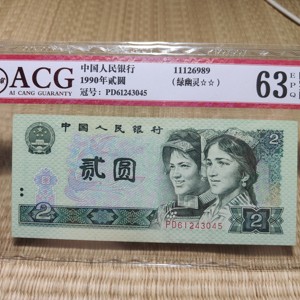 ACG
AI CANG GUARANTY
中国人民银行
1990年贰圆
冠号：PD61243045
11126989
（绿幽灵☆☆）
63
E
P
Q
中国人民银行
贰圆
2
2
PD61243045